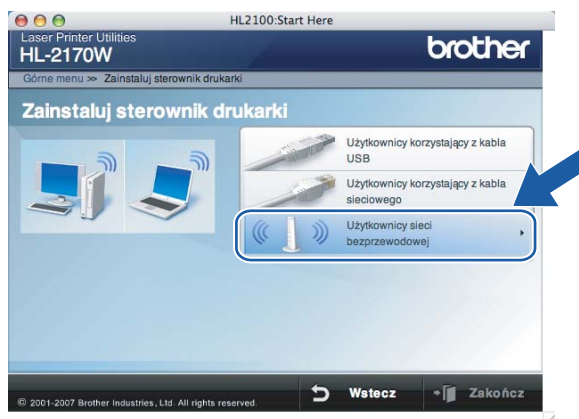 HL2100:Start Here
Laser Printer Utilities
HL-2170W
brother
Górne menu >> Zainstaluj sterownik drukarki
Zainstaluj sterownik drukarki
Użytkownicy korzystający z kabla
USB
Użytkownicy korzystający z kabla
sieciowego
Użytkownicy sieci
bezprzewodowej
© 2001-2007 Brother Industries, Ltd. All rights reserved.
Wstecz
Zakończ